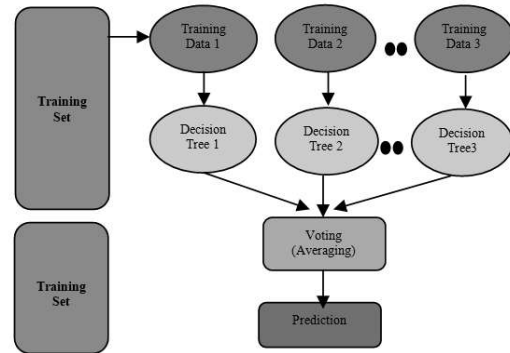 Training
Set
Training
Data 1
Training
Data 2
Training
Data 3
Decision
Tree 1
Decision
Tree 2
Decision
Tree3
Voting
(Averaging)
Training
Set
Prediction